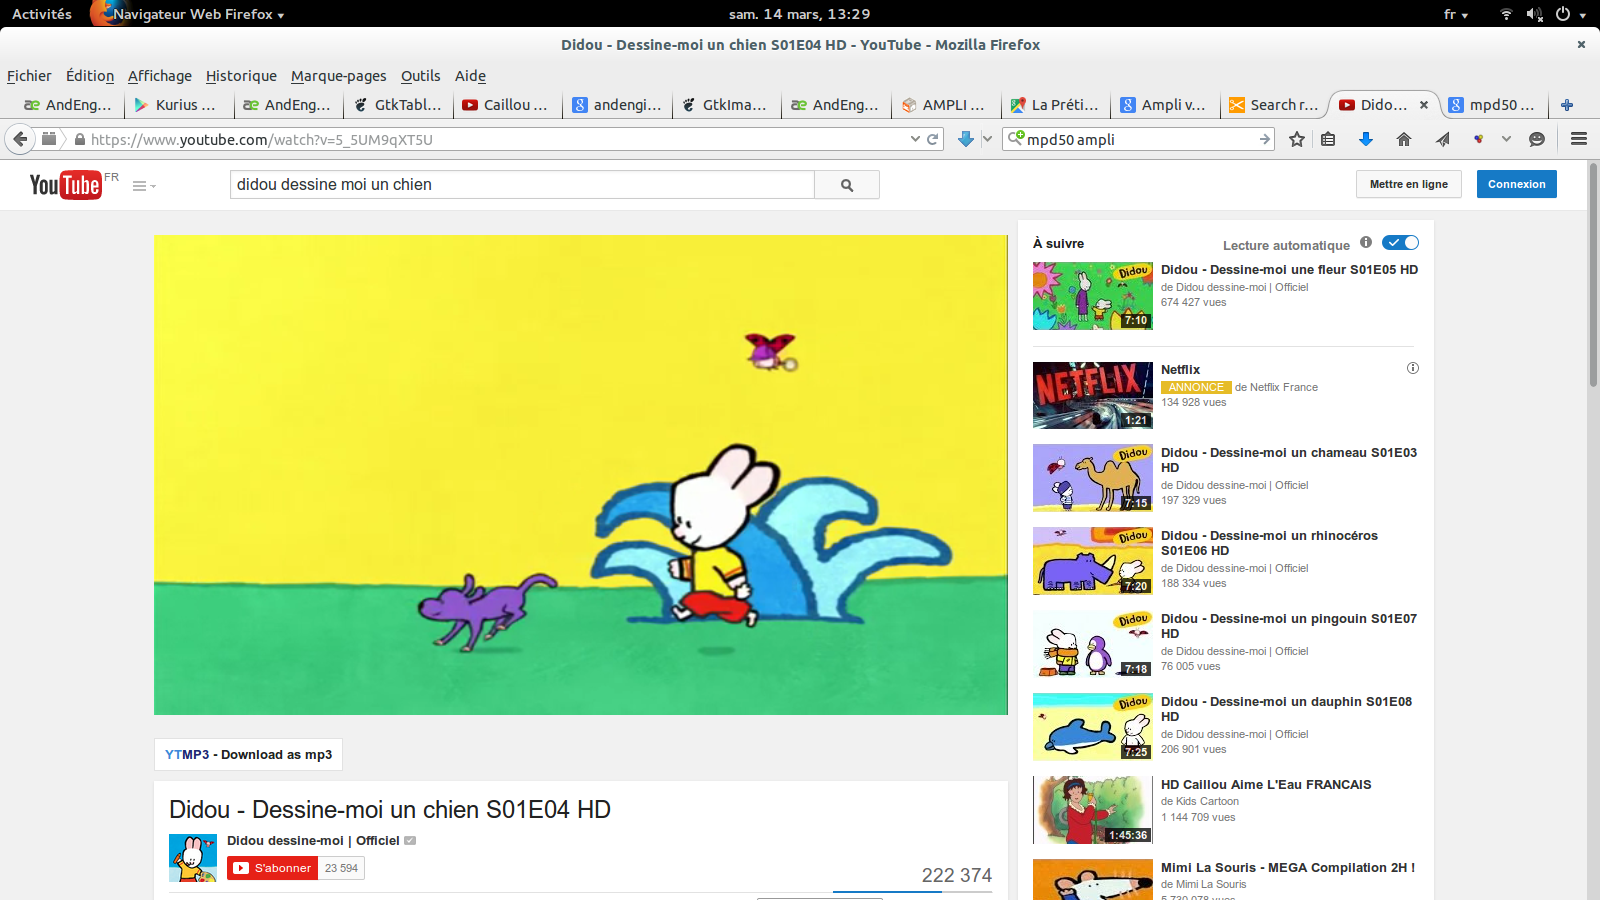 Activités Navigateur Web Firefox sam. 14 mars, 13:29 fr
Didou - Dessine-moi un chien S01E04 HD - YouTube - Mozilla Firefox
Fichier Édition Affichage Historique Marque-pages Outils Aide
AndEng… Kurius … AndEng… GtkTabl… Caillou … andengi… GtkIma… AndEng… AMPLI … La Préti… Ampli v… Search r… Dido… mpd50 …
https://www.youtube.com/watch?v=5_5UM9qXT5U mpd50 ampli
YouTube FR didou dessine moi un chien Mettre en ligne Connexion
À suivre Lecture automatique
Didou
7:10
Didou - Dessine-moi une fleur S01E05 HD
de Didou dessine-moi | Officiel
674 427 vues
NETFLIX
1:21
Netflix
ANNONCE de Netflix France
134 928 vues
Didou
7:15
Didou - Dessine-moi un chameau S01E03
HD
de Didou dessine-moi | Officiel
197 329 vues
Didou
7:20
Didou - Dessine-moi un rhinocéros
S01E06 HD
de Didou dessine-moi | Officiel
188 334 vues
Didou
7:18
Didou - Dessine-moi un pingouin S01E07
HD
de Didou dessine-moi | Officiel
76 005 vues
Didou
7:25
Didou - Dessine-moi un dauphin S01E08
HD
de Didou dessine-moi | Officiel
206 901 vues
1:45:36
HD Caillou Aime L'Eau FRANCAIS
de Kids Cartoon
1 144 709 vues
Mimi La Souris - MEGA Compilation 2H !
de Mimi La Souris
5 730 078 vues
YTMP3 - Download as mp3
Didou - Dessine-moi un chien S01E04 HD
Didou dessine-moi | Officiel
S'abonner 23 594
222 374